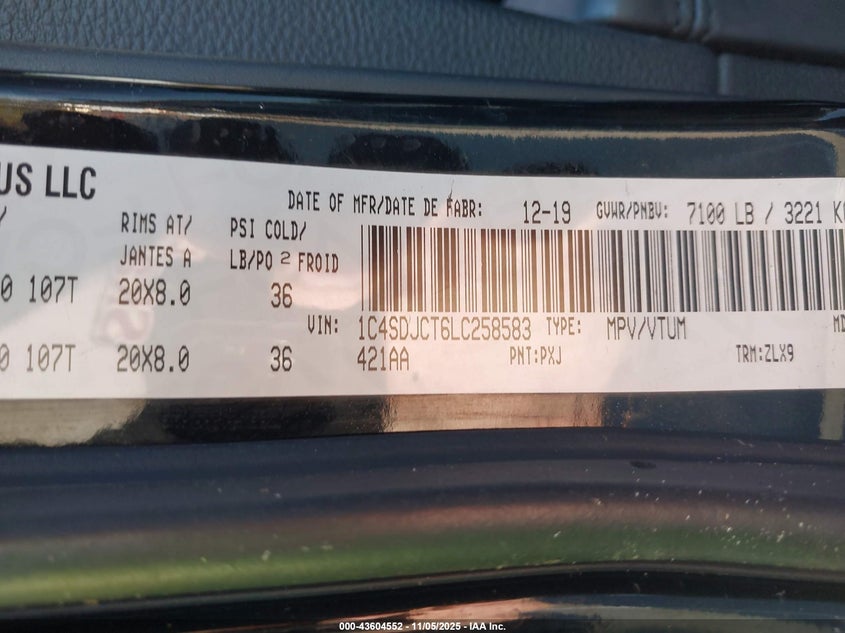 US LLC
DATE OF MFR/DATE DE FABR: 12-19 GVWR/PNBV: 7100 LB / 3221
/ RIMS AT/ PSI COLD/
JANTES A LB/PO ² FROID
0 107T 20X8.0 36
VIN: 1C4SDJCT6LC258583 TYPE: MPV/VTUM
0 107T 20X8.0 36 421AA PNT:PXJ TRM:ZLX9
000-43604552 - 11/05/2025 - IAA Inc.